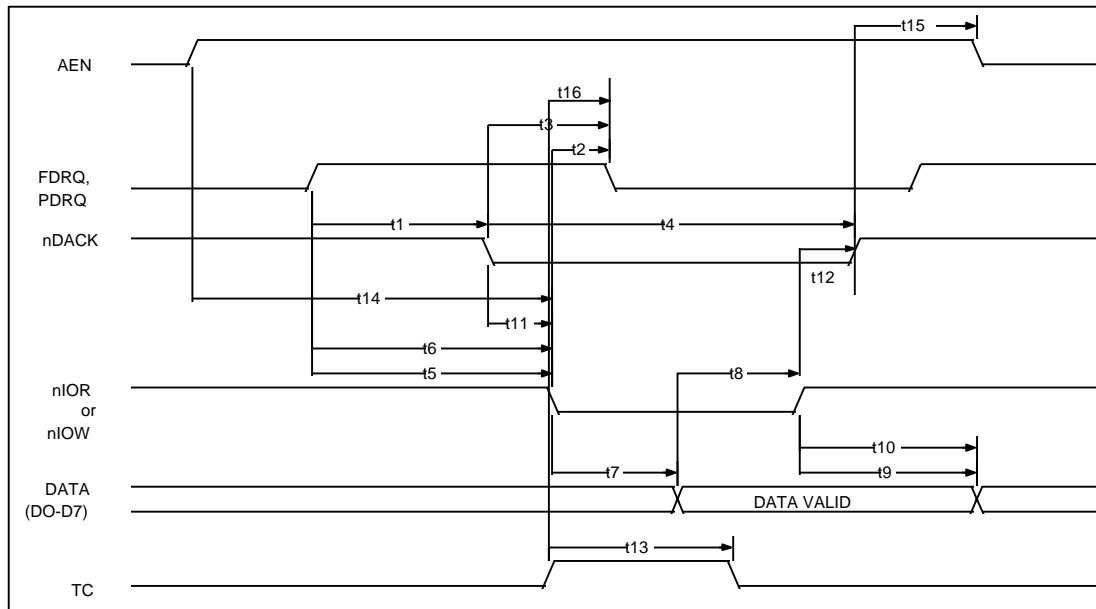 t15
AEN
t16
t3
t2
FDRQ,
PDRQ
t1
t4
nDACK
t12
t14
t11
t6
t5
t8
nIOR
or
nIOW
t10
t7
t9
DATA
(DO-D7)
DATA VALID
t13
TC